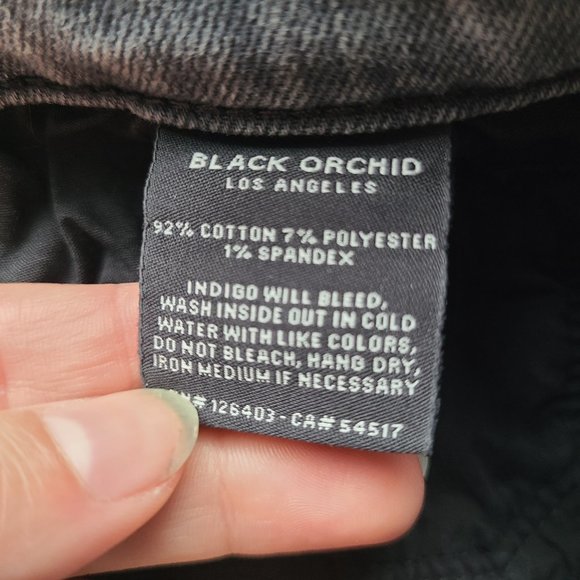 BLACK ORCHID
LOS ANGELES
92% COTTON 7% POLYESTER
1% SPANDEX
INDIGO WILL BLEED,
WASH INSIDE OUT IN COLD
WATER WITH LIKE COLORS,
DO NOT BLEACH, HANG DRY,
IRON MEDIUM IF NECESSARY
# 126403 - CA# 54517